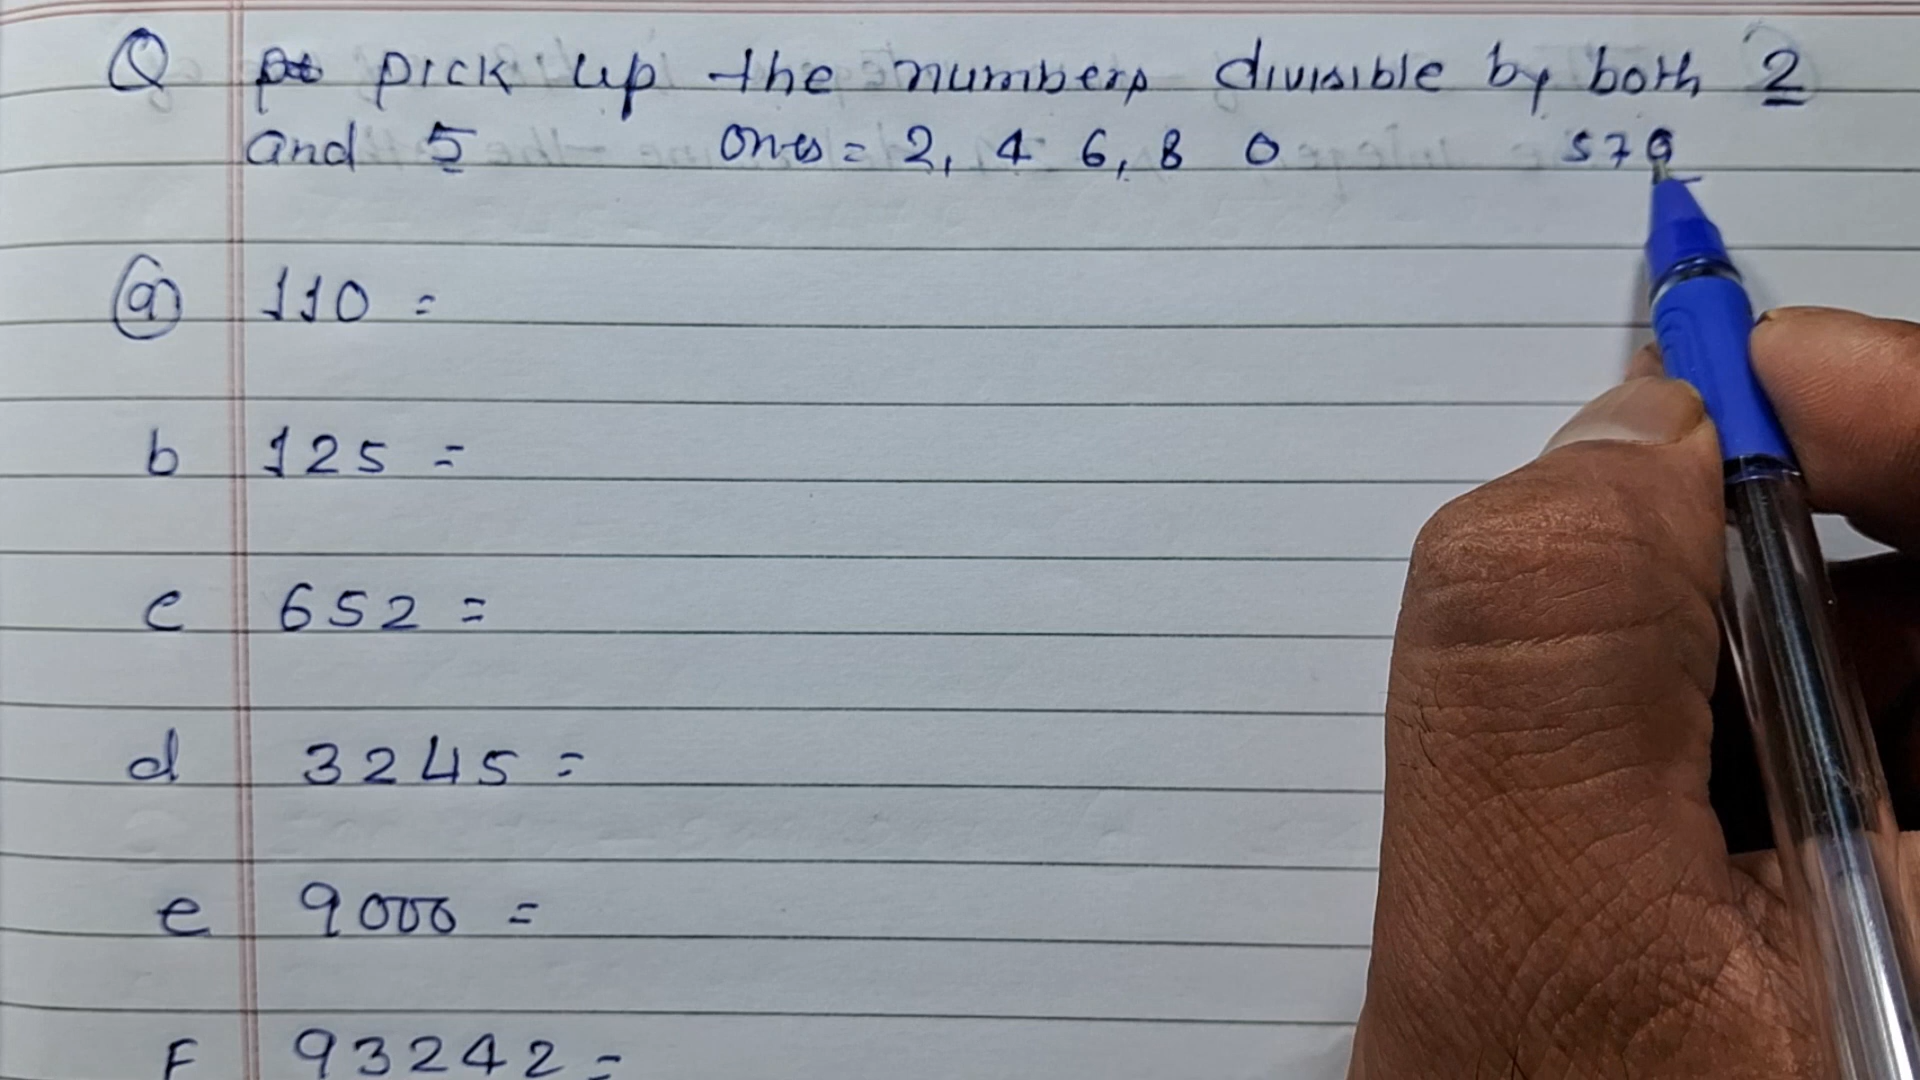 Q pick up the numbers divisible by both 2
and 5 ones = 2, 4 6, 8 0 570
a 110 =
b 125 =
c 652 =
d 3245 =
e 9000 =
F 93242 =